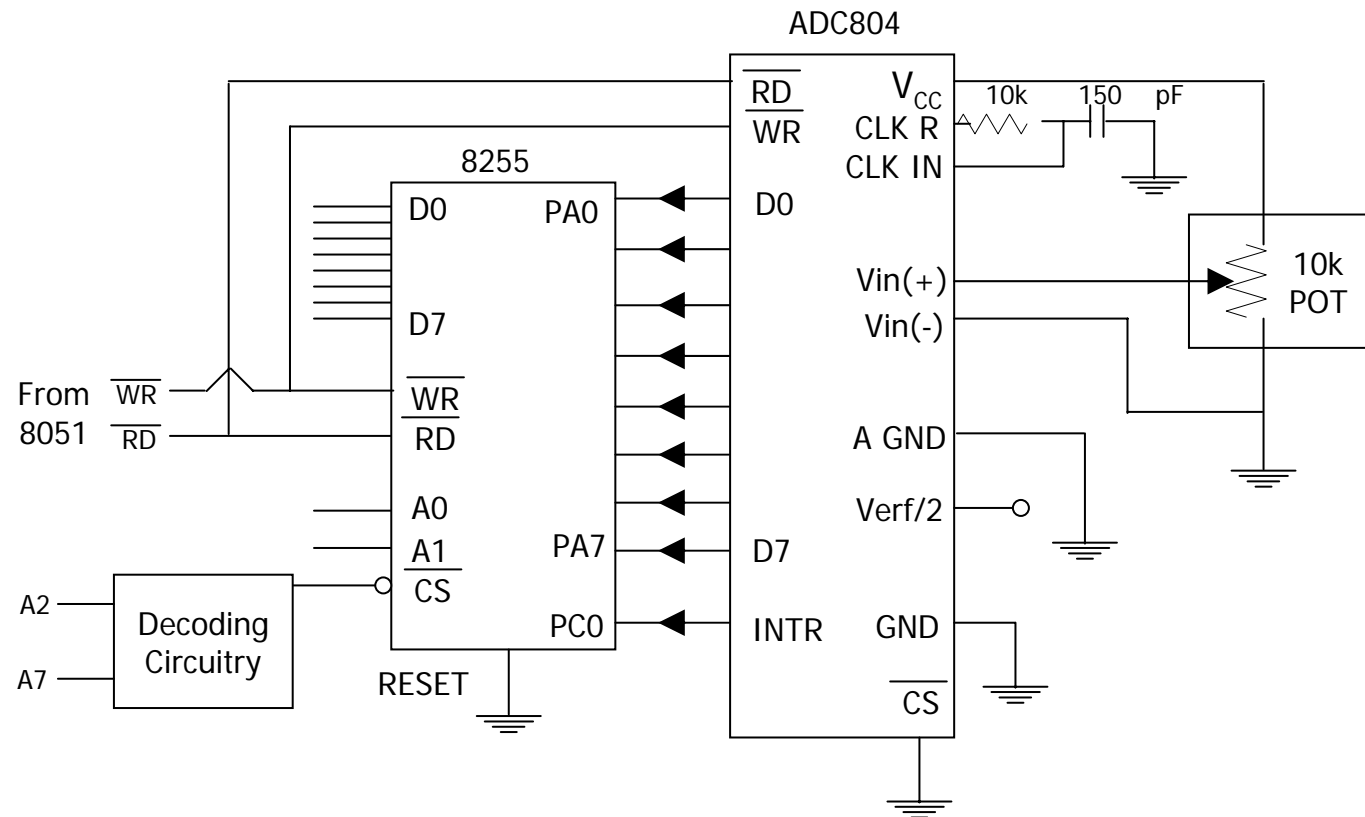 ADC804
RD
WR
VCC
10k
150 pF
CLK R
CLK IN
8255
D0
PA0
D0
D7
Vin(+)
Vin(-)
10k
POT
From
8051
WR
RD
WR
RD
A GND
A0
A1
CS
Verf/2
PA7
D7
A2
A7
Decoding
Circuitry
PC0
INTR
GND
RESET
CS